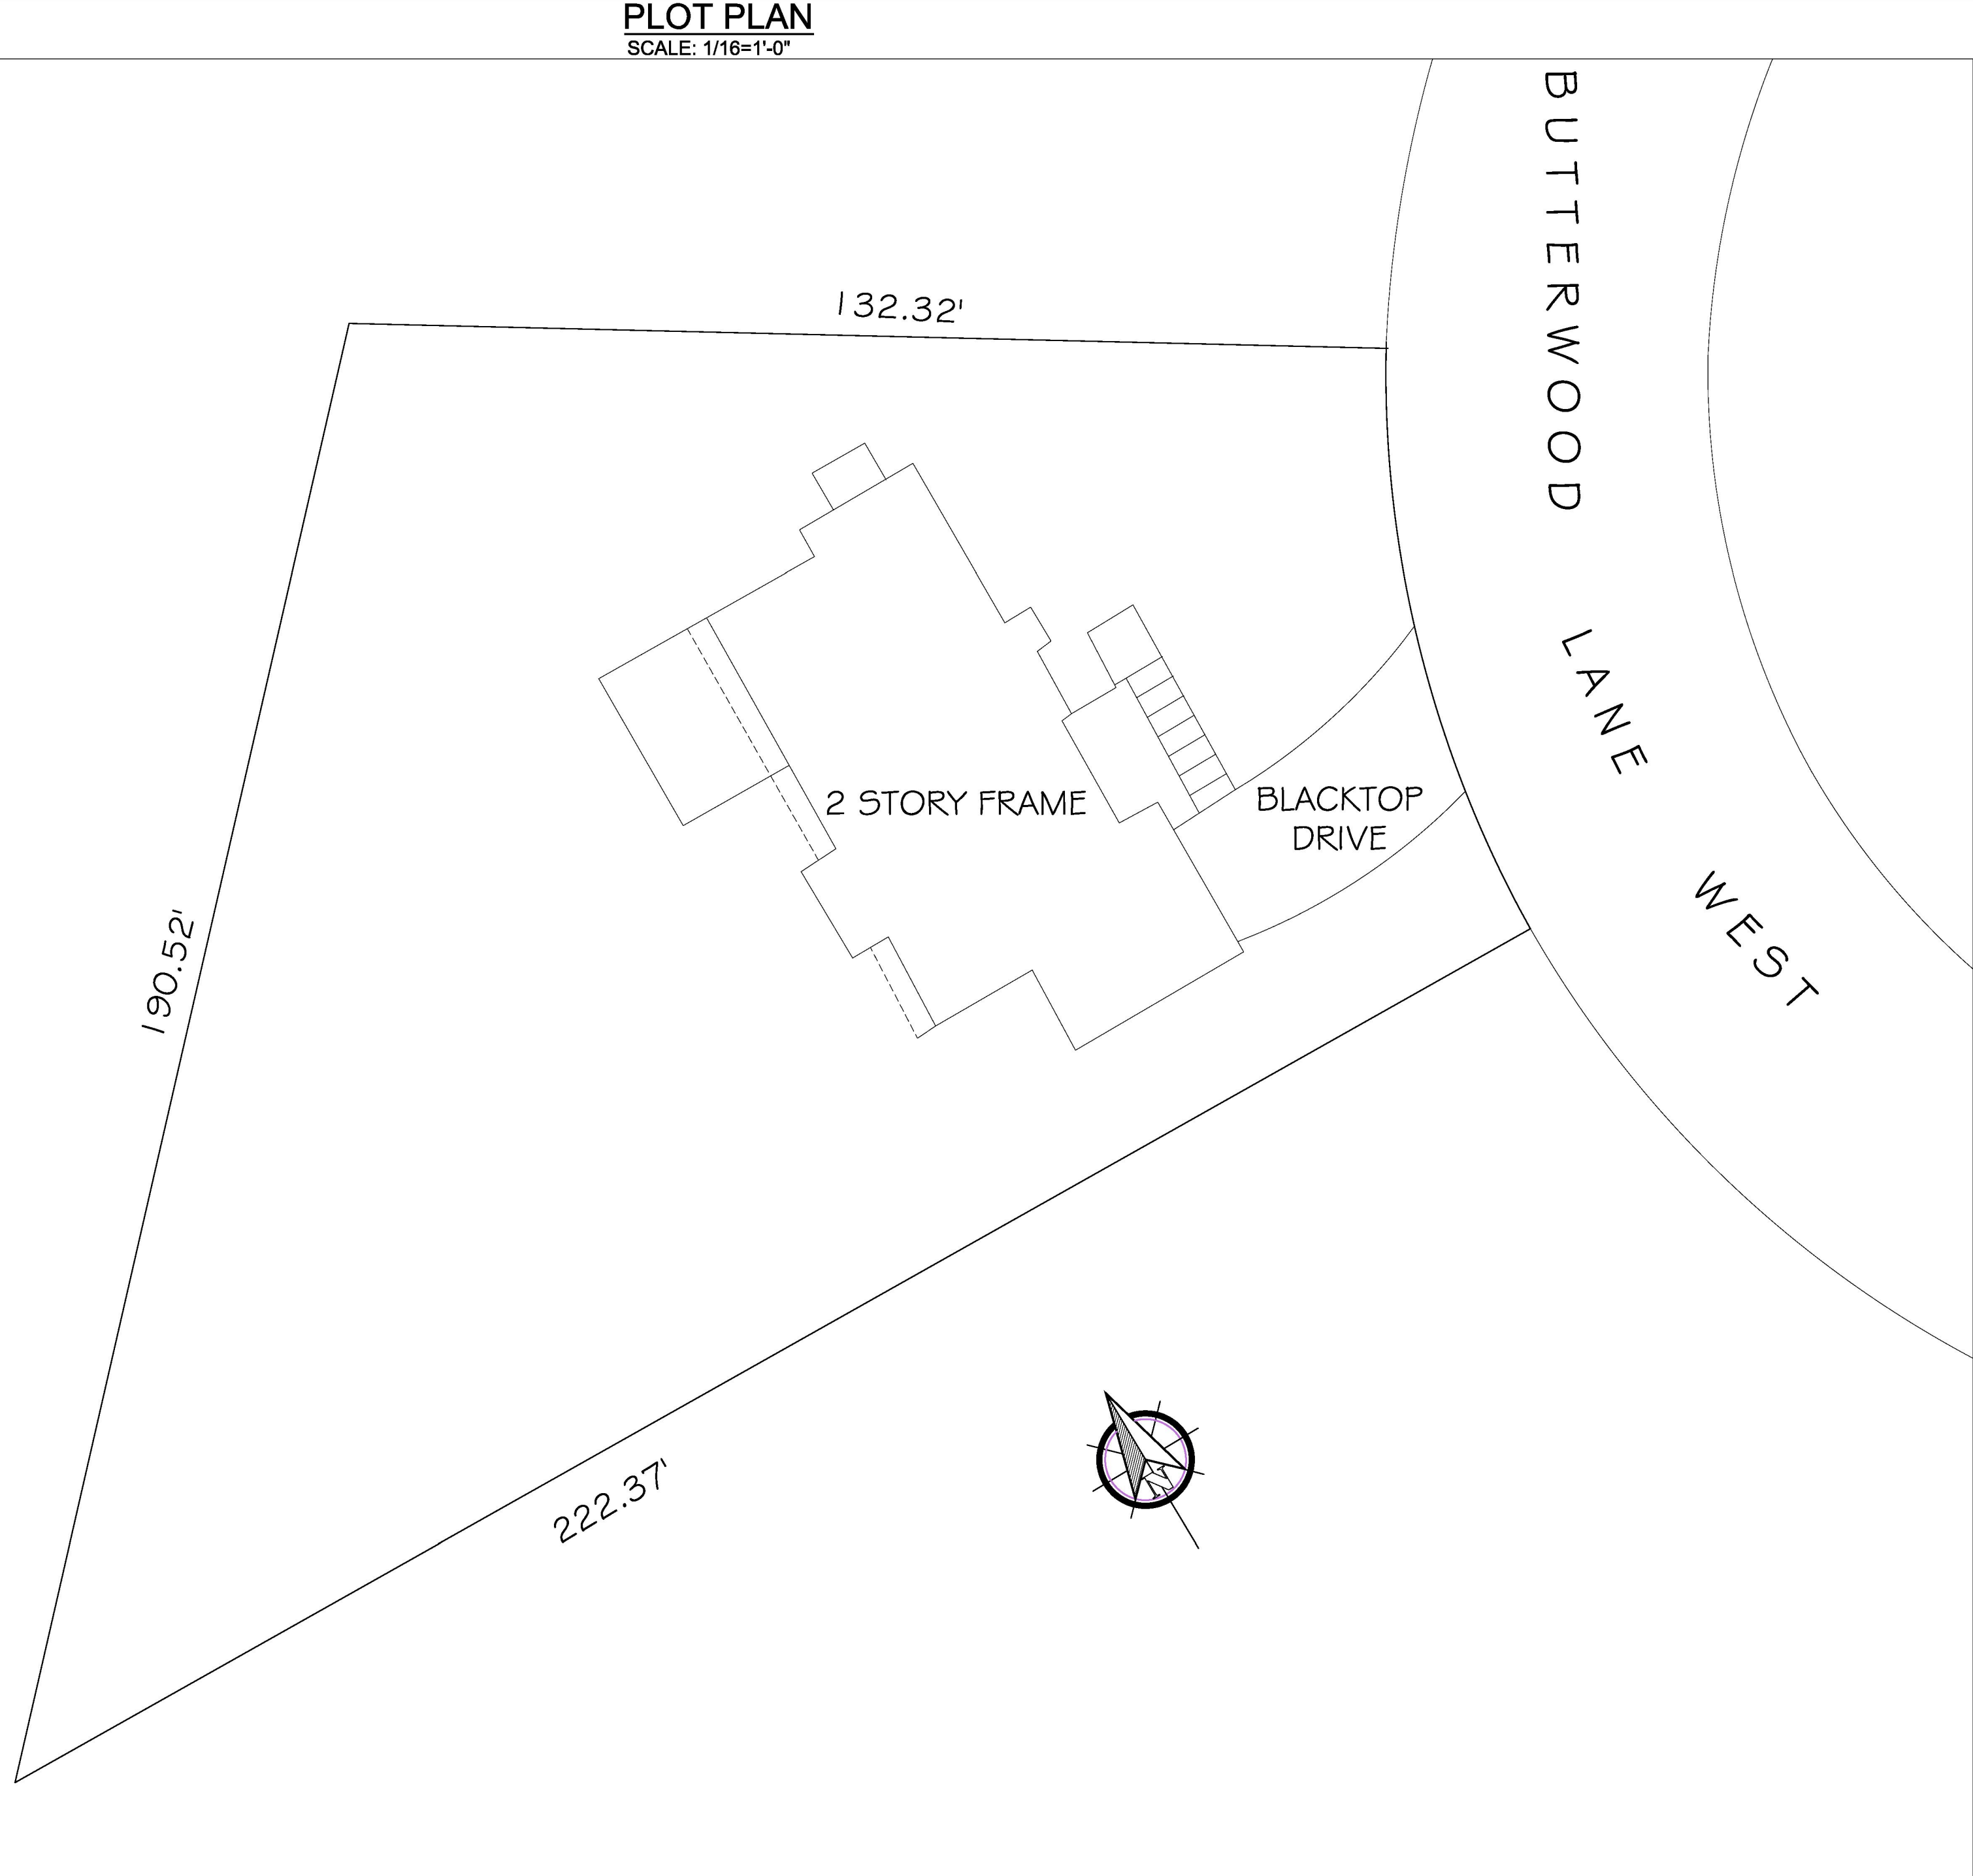 PLOT PLAN
SCALE: 1/16=1'-0"
BUTTERWOOD LANE WEST
132.32'
2 STORY FRAME
BLACKTOP
DRIVE
190.52'
222.37'
N